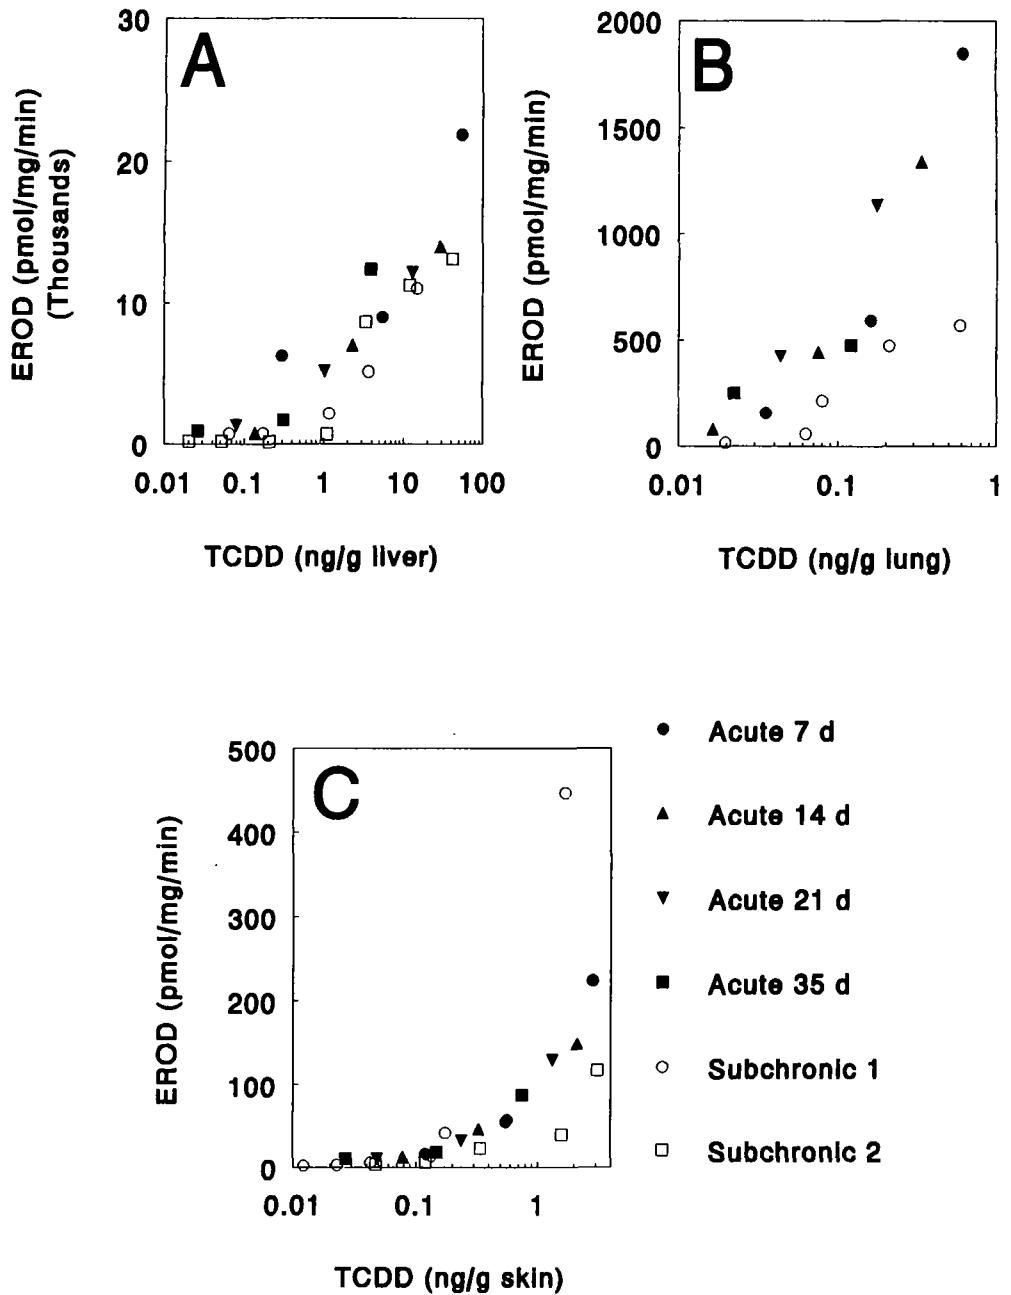 A
30
20
10
0
EROD (pmol/mg/min)
(Thousands)
0.01 0.1 1 10 100
TCDD (ng/g liver)
B
2000
1500
1000
500
0
EROD (pmol/mg/min)
0.01 0.1 1
TCDD (ng/g lung)
C
500
400
300
200
100
0
EROD (pmol/mg/min)
0.01 0.1 1
TCDD (ng/g skin)
Acute 7 d
Acute 14 d
Acute 21 d
Acute 35 d
Subchronic 1
Subchronic 2